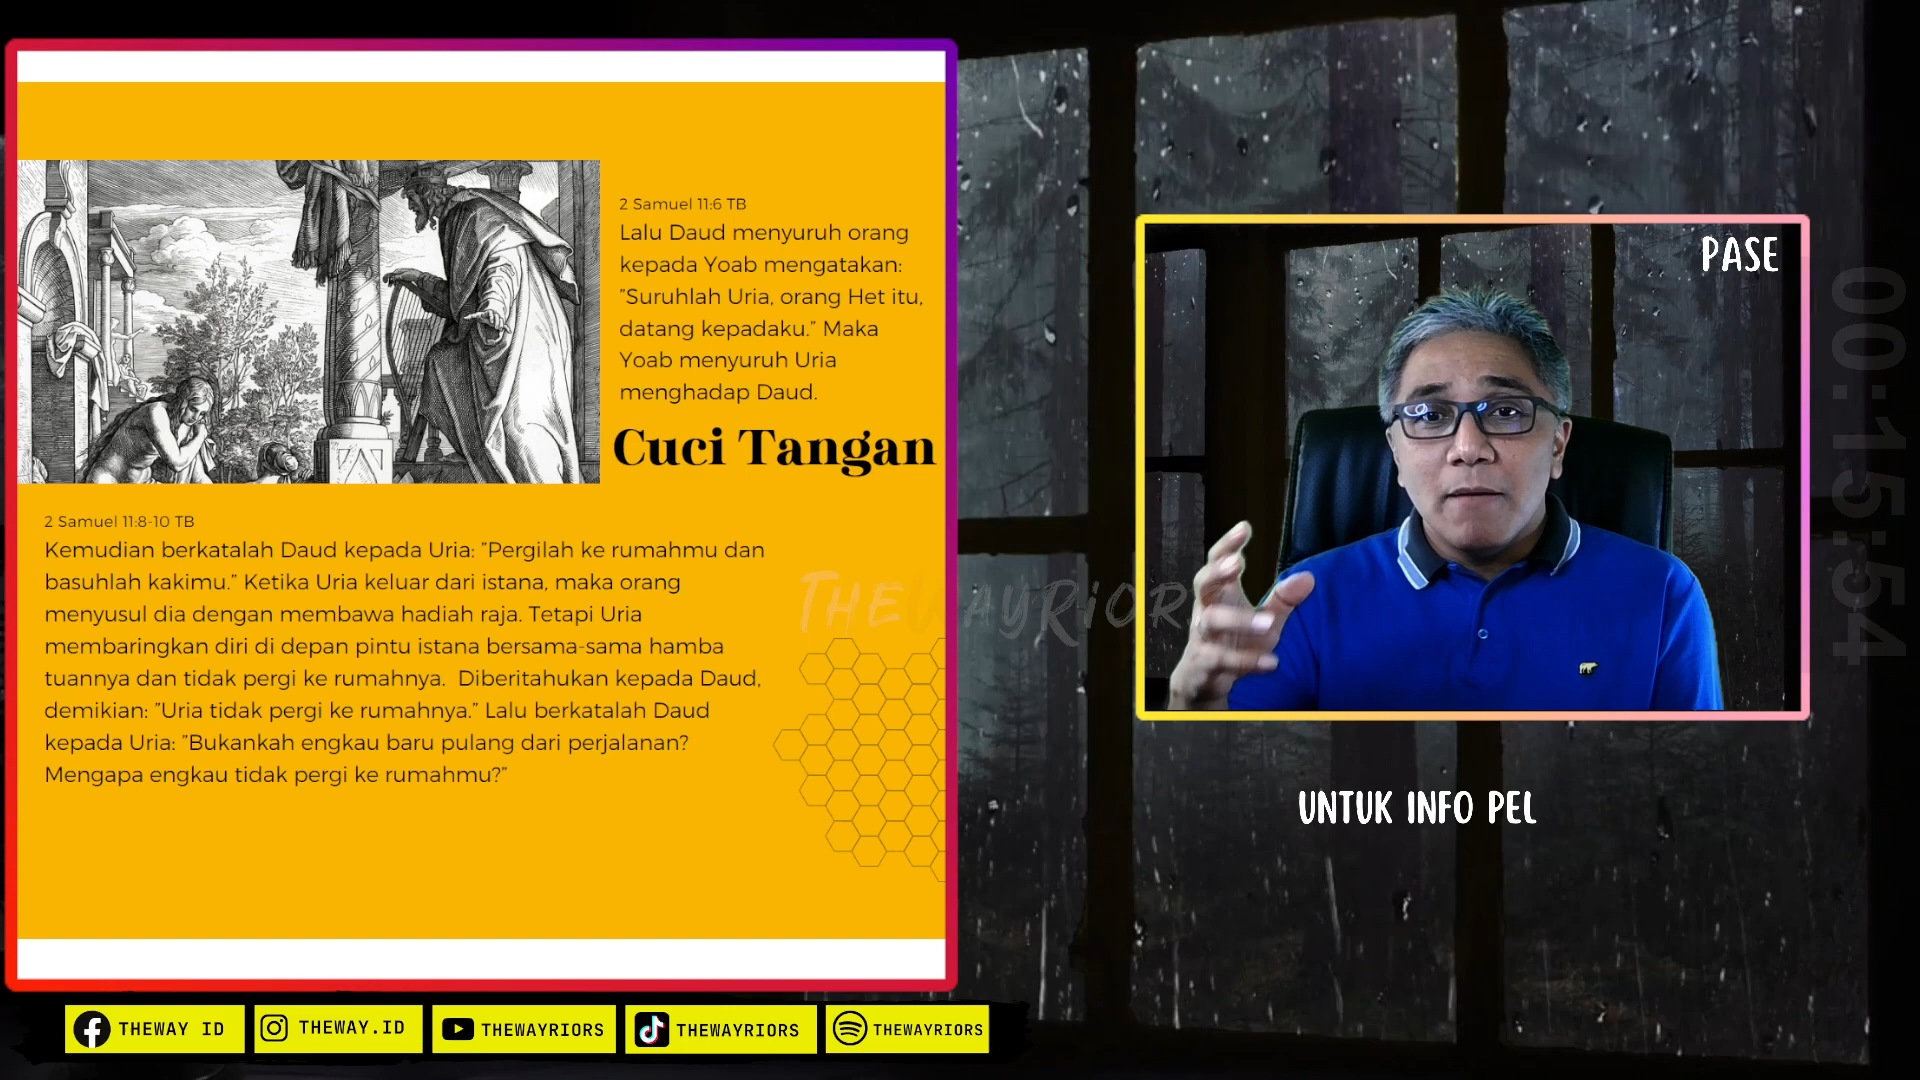 2 Samuel 11:6 TB
Lalu Daud menyuruh orang
kepada Yoab mengatakan:
"Suruhlah Uria, orang Het itu,
datang kepadaku." Maka
Yoab menyuruh Uria
menghadap Daud.
Cuci Tangan
2 Samuel 11:8-10 TB
Kemudian berkatalah Daud kepada Uria: "Pergilah ke rumahmu dan
basuhlah kakimu." Ketika Uria keluar dari istana, maka orang
menyusul dia dengan membawa hadiah raja. Tetapi Uria
membaringkan diri di depan pintu istana bersama-sama hamba
tuannya dan tidak pergi ke rumahnya.  Diberitahukan kepada Daud,
demikian: "Uria tidak pergi ke rumahnya." Lalu berkatalah Daud
kepada Uria: "Bukankah engkau baru pulang dari perjalanan?
Mengapa engkau tidak pergi ke rumahmu?"
THEWAYRIORS
PASE
00:15:54
UNTUK INFO PEL
THEWAY ID
THEWAY.ID
THEWAYRIORS
THEWAYRIORS
THEWAYRIORS